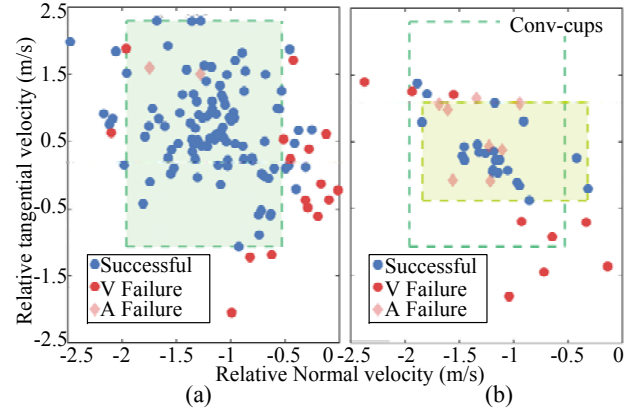 2.5
1.5
0.5
-0.5
-1.5
-2.5
Relative tangential velocity (m/s)
Successful
V Failure
A Failure
-2.5 -2 -1.5 -1 -0.5 0
Conv-cups
Successful
V Failure
A Failure
-2 -1.5 -1 -0.5 0
Relative Normal velocity (m/s)
(a) (b)